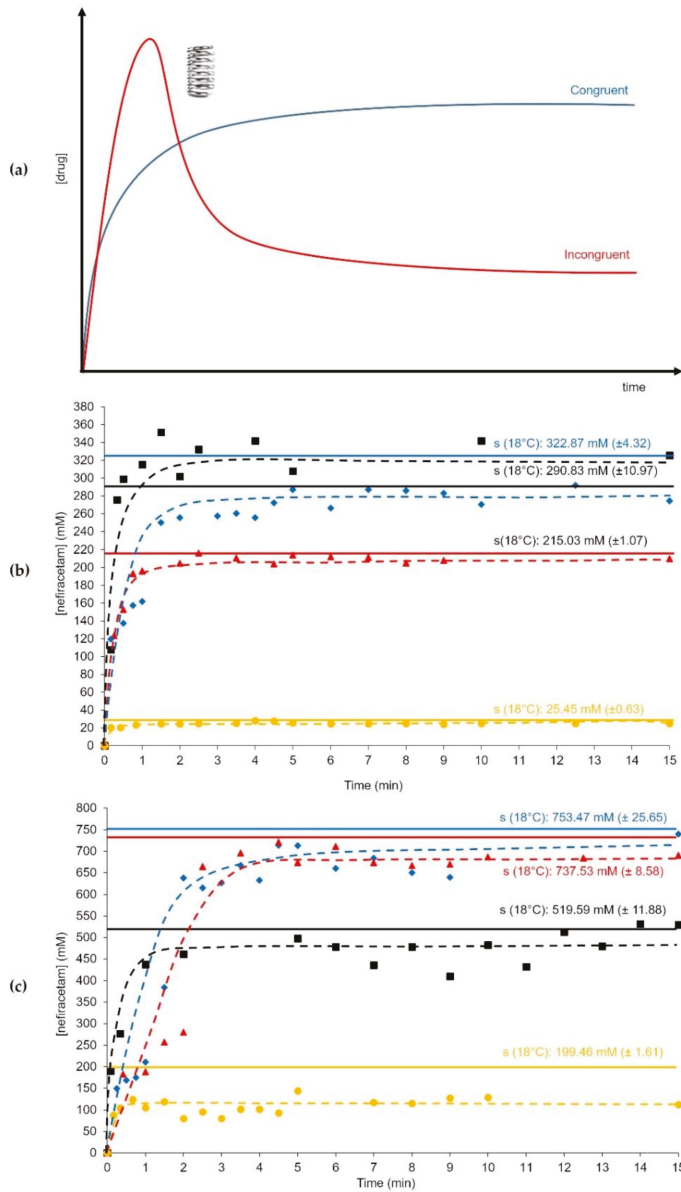 (a)
[drug]
Congruent
Incongruent
time
(b)
[nefiracetam] (mM)
380
360
340
320
300
280
260
240
220
200
180
160
140
120
100
80
60
40
20
0
s (18°C): 322.87 mM (±4.32)
s (18°C): 290.83 mM (±10.97)
s(18°C): 215.03 mM (±1.07)
s (18°C): 25.45 mM (±0.63)
0 1 2 3 4 5 6 7 8 9 10 11 12 13 14 15
Time (min)
(c)
[nefiracetam] (mM)
800
750
700
650
600
550
500
450
400
350
300
250
200
150
100
50
0
s (18°C): 753.47 mM (± 25.65)
s (18°C): 737.53 mM (± 8.58)
s (18°C): 519.59 mM (± 11.88)
s (18°C): 199.46 mM (± 1.61)
0 1 2 3 4 5 6 7 8 9 10 11 12 13 14 15
Time (min)